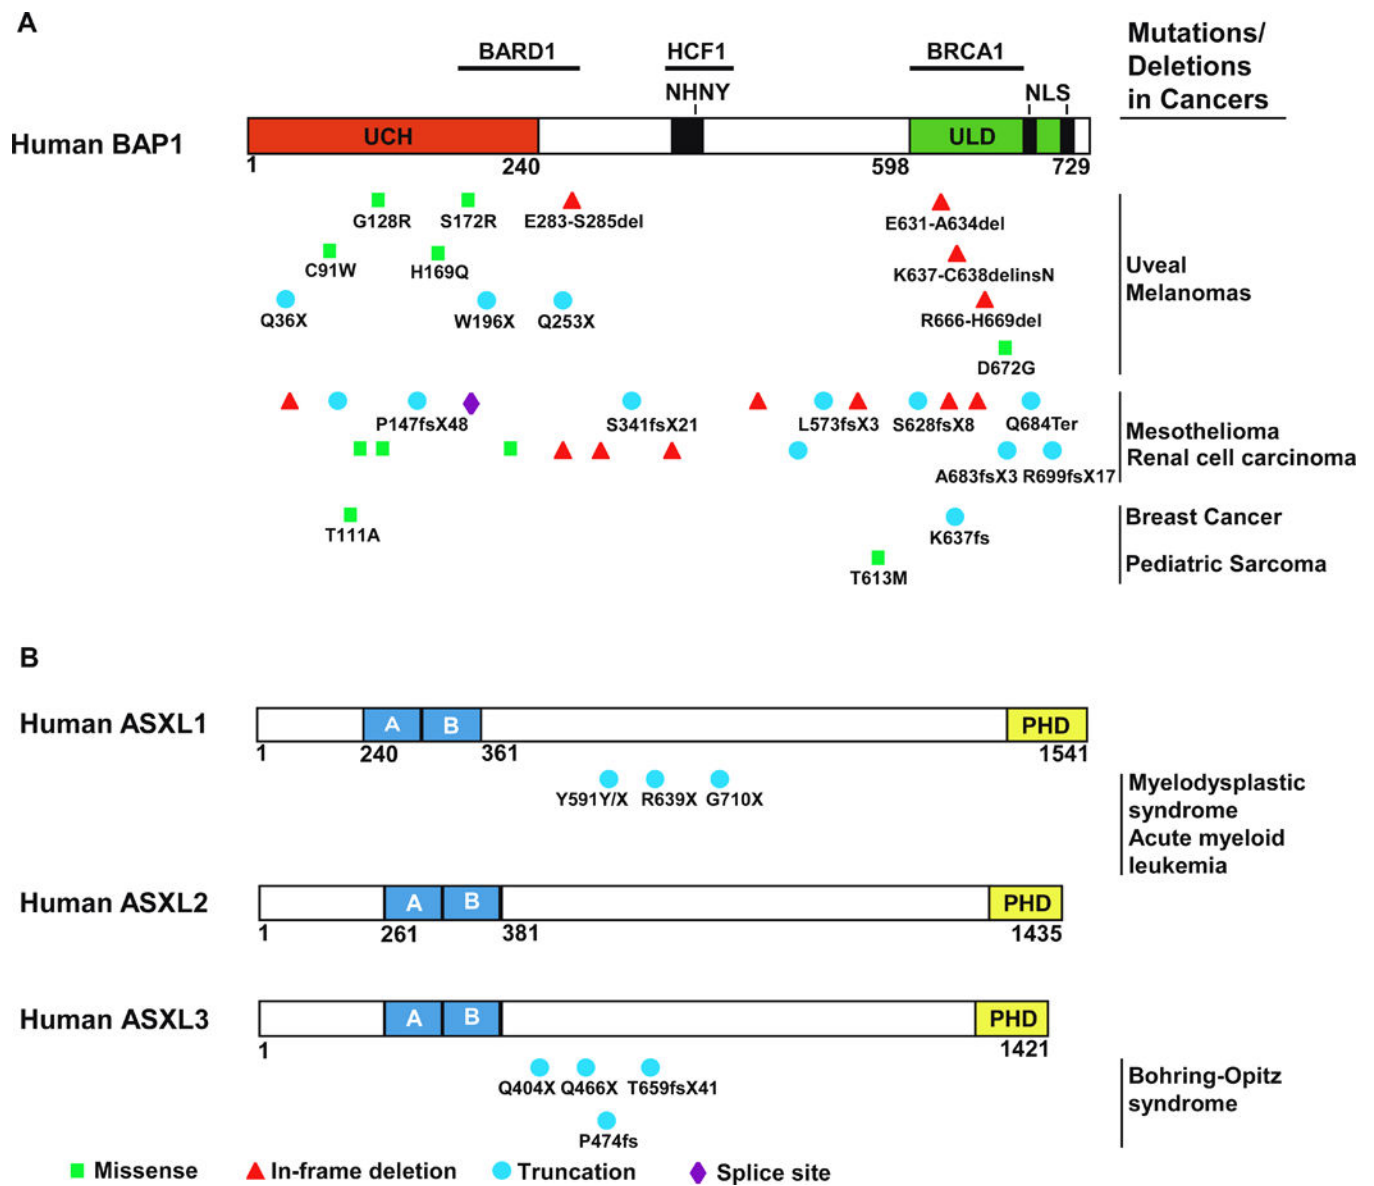 A
Mutations/
Deletions
in Cancers
BARD1 HCF1 BRCA1
NHNY NLS
Human BAP1 UCH ULD
1 240 598 729
G128R S172R E283-S285del E631-A634del
C91W H169Q K637-C638delinsN
Uveal
Melanomas
Q36X W196X Q253X R666-H669del
D672G
P147fsX48 S341fsX21 L573fsX3 S628fsX8 Q684Ter
Mesothelioma
Renal cell carcinoma
A683fsX3 R699fsX17
T111A K637fs
Breast Cancer
T613M
Pediatric Sarcoma
B
Human ASXL1 A B PHD
1 240 361 1541
Y591Y/X R639X G710X
Myelodysplastic
syndrome
Acute myeloid
leukemia
Human ASXL2 A B PHD
1 261 381 1435
Human ASXL3 A B PHD
1 1421
Q404X Q466X T659fsX41
P474fs
Bohring-Opitz
syndrome
Missense In-frame deletion Truncation Splice site